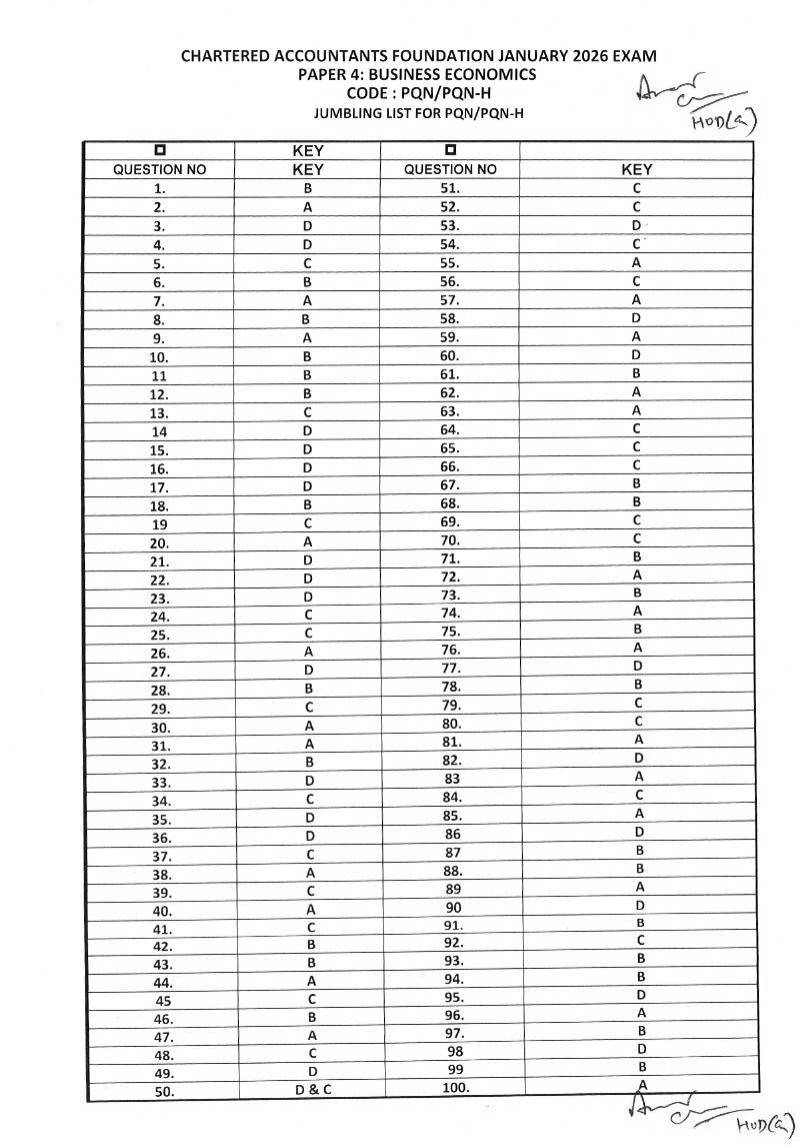 CHARTERED ACCOUNTANTS FOUNDATION JANUARY 2026 EXAM
PAPER 4: BUSINESS ECONOMICS
CODE : PQN/PQN-H
JUMBLING LIST FOR PQN/PQN-H
HOD(Q)
KEY
QUESTION NO KEY QUESTION NO KEY
1. B 51. C
2. A 52. C
3. D 53. D
4. D 54. C
5. C 55. A
6. B 56. C
7. A 57. A
8. B 58. D
9. A 59. A
10. B 60. D
11 B 61. B
12. B 62. A
13. C 63. A
14 D 64. C
15. D 65. C
16. D 66. C
17. D 67. B
18. B 68. B
19 C 69. C
20. A 70. C
21. D 71. B
22. D 72. A
23. D 73. B
24. C 74. A
25. C 75. B
26. A 76. A
27. D 77. D
28. B 78. B
29. C 79. C
30. A 80. C
31. A 81. A
32. B 82. D
33. D 83 A
34. C 84. C
35. D 85. A
36. D 86 D
37. C 87 B
38. A 88. B
39. C 89 A
40. A 90 D
41. C 91. B
42. B 92. C
43. B 93. B
44. A 94. B
45 C 95. D
46. B 96. A
47. A 97. B
48. C 98 D
49. D 99 B
50. D & C 100. A
HOD(Q)